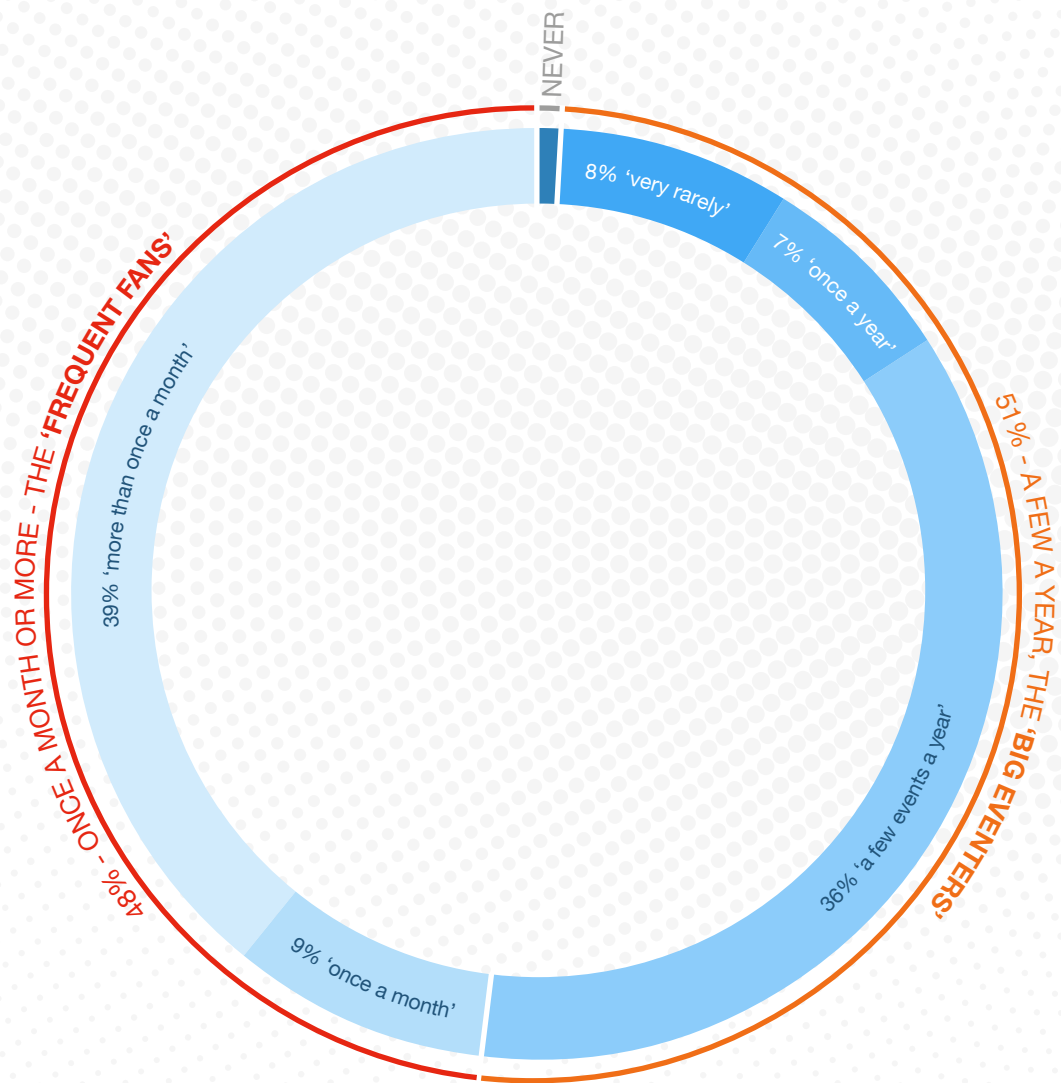 NEVER
8% ‘very rarely’
7% ‘once a year’
51% - A FEW A YEAR, THE ‘BIG EVENTERS’
36% ‘a few events a year’
9% ‘once a month’
39% ‘more than once a month’
48% - ONCE A MONTH OR MORE - THE ‘FREQUENT FANS’